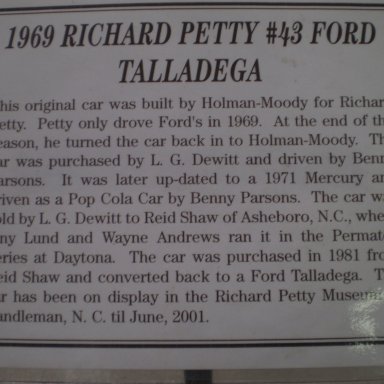 1969 RICHARD PETTY #43 FORD
TALLADEGA
his original car was built by Holman-Moody for Richar
etty. Petty only drove Ford's in 1969. At the end of th
eason, he turned the car back in to Holman-Moody. Th
ar was purchased by L. G. Dewitt and driven by Benn
arsons. It was later up-dated to a 1971 Mercury an
riven as a Pop Cola Car by Benny Parsons. The car wa
old by L. G. Dewitt to Reid Shaw of Asheboro, N.C., whe
iny Lund and Wayne Andrews ran it in the Permat
eries at Daytona. The car was purchased in 1981 fro
eid Shaw and converted back to a Ford Talladega. T
ar has been on display in the Richard Petty Museum
andleman, N. C. til June, 2001.